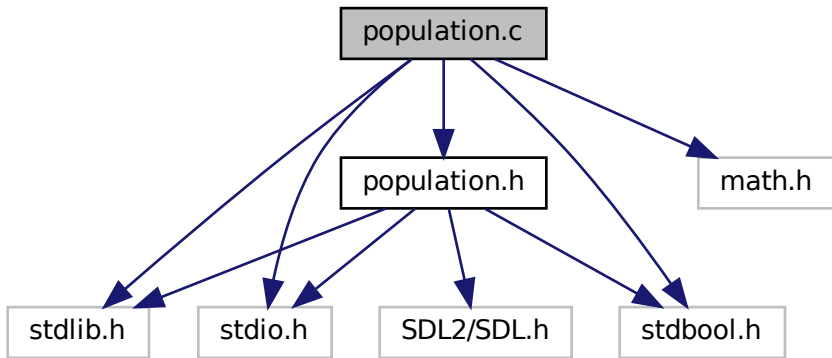 population.c
population.h
math.h
stdlib.h
stdio.h
SDL2/SDL.h
stdbool.h